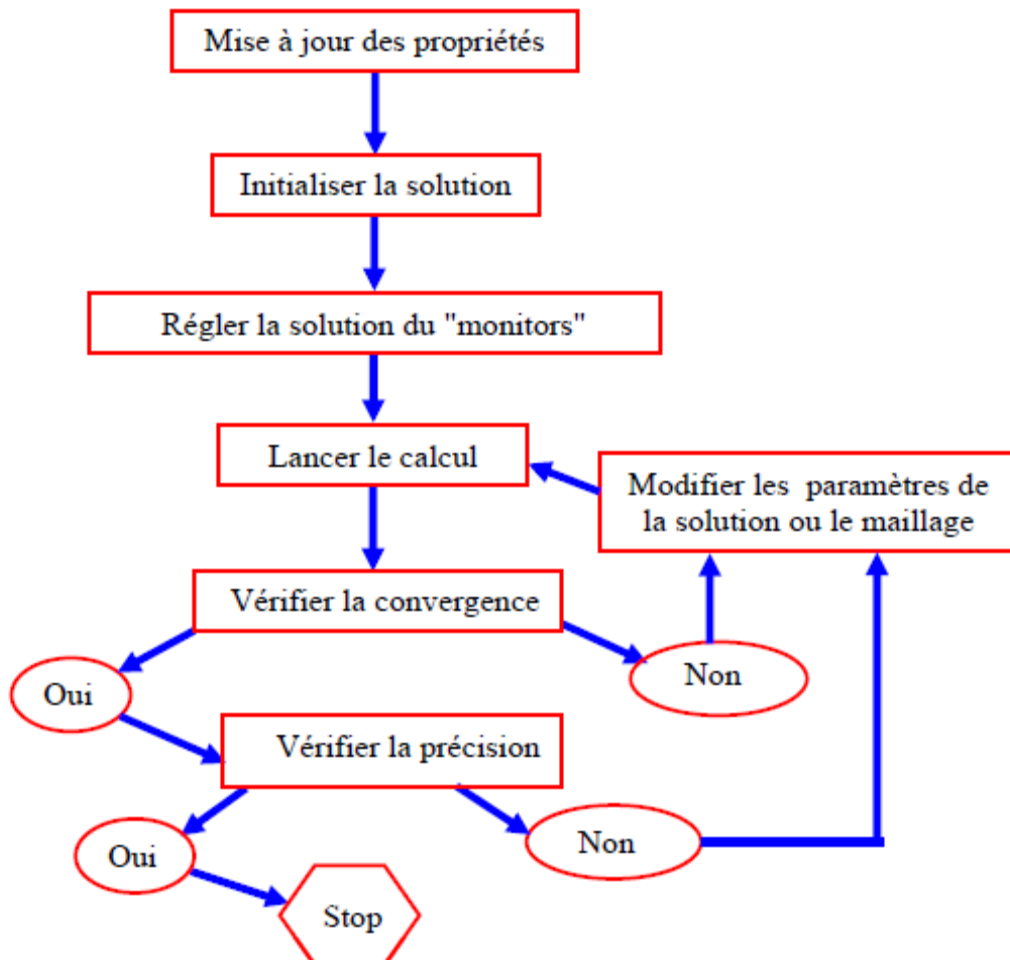 Mise à jour des propriétés
Initialiser la solution
Régler la solution du "monitors"
Lancer le calcul
Modifier les paramètres de
la solution ou le maillage
Vérifier la convergence
Oui
Non
Vérifier la précision
Oui
Non
Stop